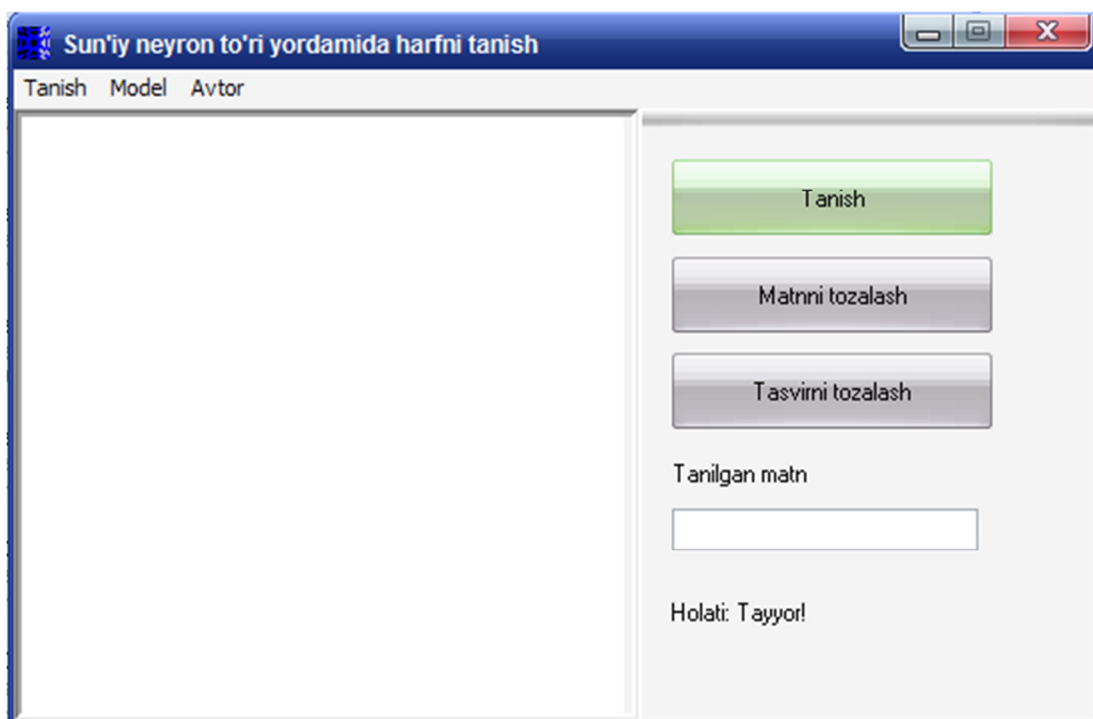 Sun'iy neyron to'ri yordamida harfni tanish
Tanish Model Avtor
Tanish
Matnni tozalash
Tasvirni tozalash
Tanilgan matn
Holati: Tayyor!